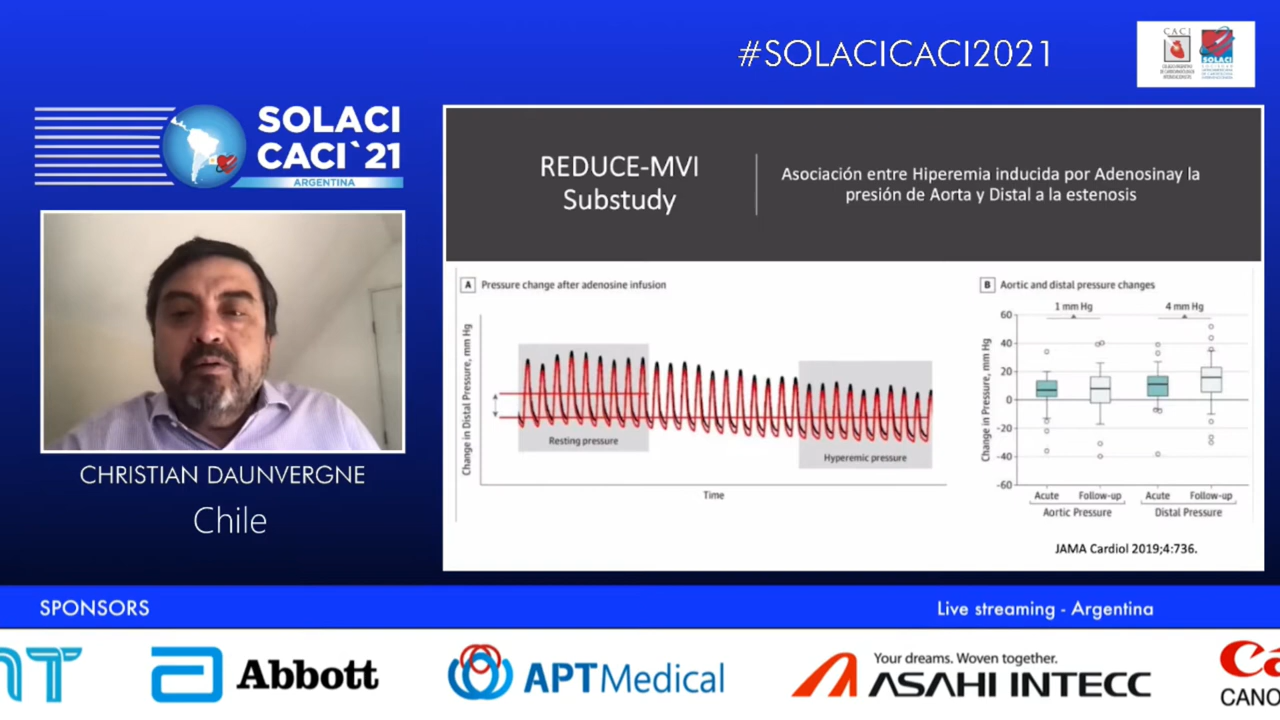 #SOLACICACI2021
CACI
SOLACI
SOLACI
CACI`21
ARGENTINA
CHRISTIAN DAUNVERGNE
Chile
REDUCE-MVI
Substudy
Asociación entre Hiperemia inducida por Adenosinay la
presión de Aorta y Distal a la estenosis
A Pressure change after adenosine infusion
Change in Distal Pressure, mm Hg
Resting pressure
Hyperemic pressure
Time
B Aortic and distal pressure changes
1 mm Hg 4 mm Hg
Change in Pressure, mm Hg
60
40
20
0
-20
-40
-60
Acute Follow-up Acute Follow-up
Aortic Pressure Distal Pressure
JAMA Cardiol 2019;4:736.
SPONSORS
Live streaming - Argentina
Abbott
APTMedical
Your dreams. Woven together.
ASAHI INTECC
Ca
CANO